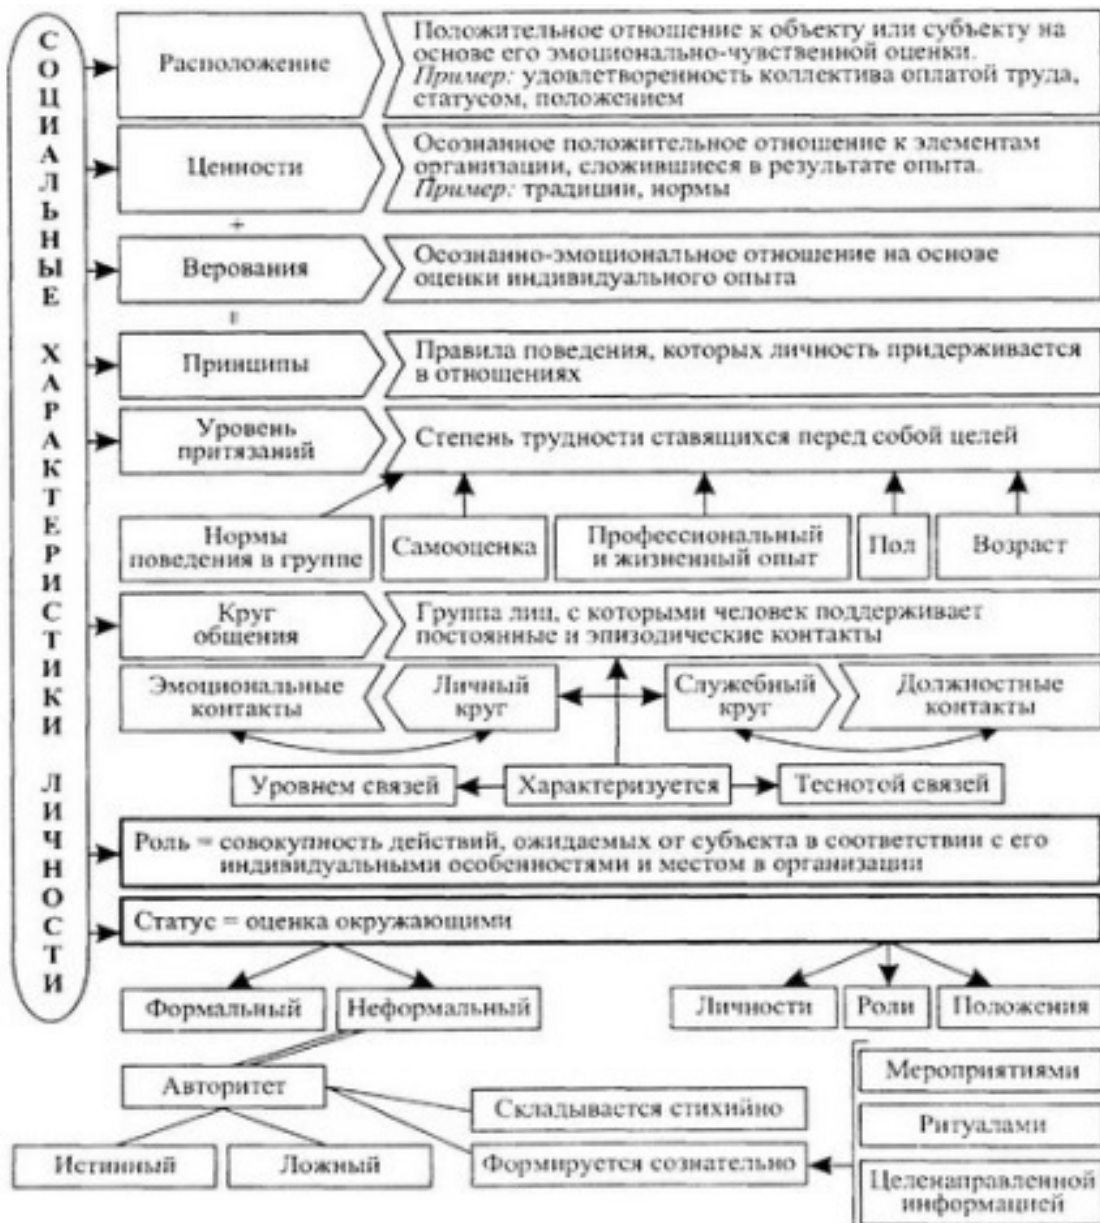 СОЦИАЛЬНЫЕ ХАРАКТЕРИСТИКИ ЛИЧНОСТИ
Расположение
Положительное отношение к объекту или субъекту на
основе его эмоционально-чувственной оценки.
Пример: удовлетворенность коллектива оплатой труда,
статусом, положением
Ценности
Осознанное положительное отношение к элементам
организации, сложившиеся в результате опыта.
Пример: традиции, нормы
+
Верования
Осознанно-эмоциональное отношение на основе
оценки индивидуального опыта
=
Принципы
Правила поведения, которых личность придерживается
в отношениях
Уровень
притязаний
Степень трудности ставящихся перед собой целей
Нормы
поведения в группе
Самооценка
Профессиональный
и жизненный опыт
Пол
Возраст
Круг
общения
Группа лиц, с которыми человек поддерживает
постоянные и эпизодические контакты
Эмоциональные
контакты
Личный
круг
Служебный
круг
Должностные
контакты
Уровнем связей
Характеризуется
Теснотой связей
Роль = совокупность действий, ожидаемых от субъекта в соответствии с его
индивидуальными особенностями и местом в организации
Статус = оценка окружающими
Формальный
Неформальный
Личности
Роли
Положения
Авторитет
Истинный
Ложный
Складывается стихийно
Формируется сознательно
Мероприятиями
Ритуалами
Целенаправленной
информацией